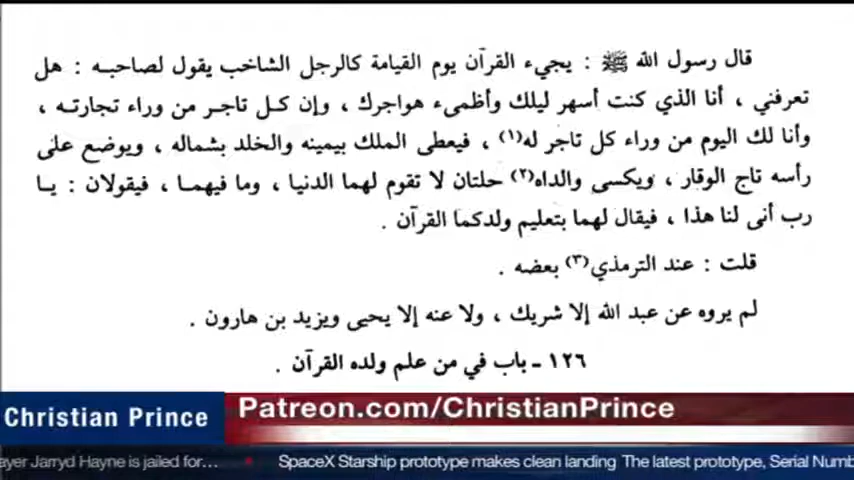 قال رسول الله ﷺ : يجيء القرآن يوم القيامة كالرجل الشاخب يقول لصاحبه : هل
تعرفني ، أنا الذي كنت أسهر ليلك وأظمىء هواجرك ، وإن كل تاجر من وراء تجارته ،
وأنا لك اليوم من وراء كل تاجر له(١) ، فيعطى الملك بيمينه والخلد بشماله ، ويوضع على
رأسه تاج الوقار ، ويكسى والداه(٢) حلتان لا تقوم لهما الدنيا ، وما فيهما ، فيقولان : يا
رب أنى لنا هذا ، فيقال لهما بتعليم ولدكما القرآن .
قلت : عند الترمذي(٣) بعضه .
لم يروه عن عبد الله إلا شريك ، ولا عنه إلا يحيى ويزيد بن هارون .
١٢٦ ـ باب في من علم ولده القرآن .
Christian Prince
Patreon.com/ChristianPrince
ayer Jarryd Hayne is jailed for... SpaceX Starship prototype makes clean landing The latest prototype, Serial Numb